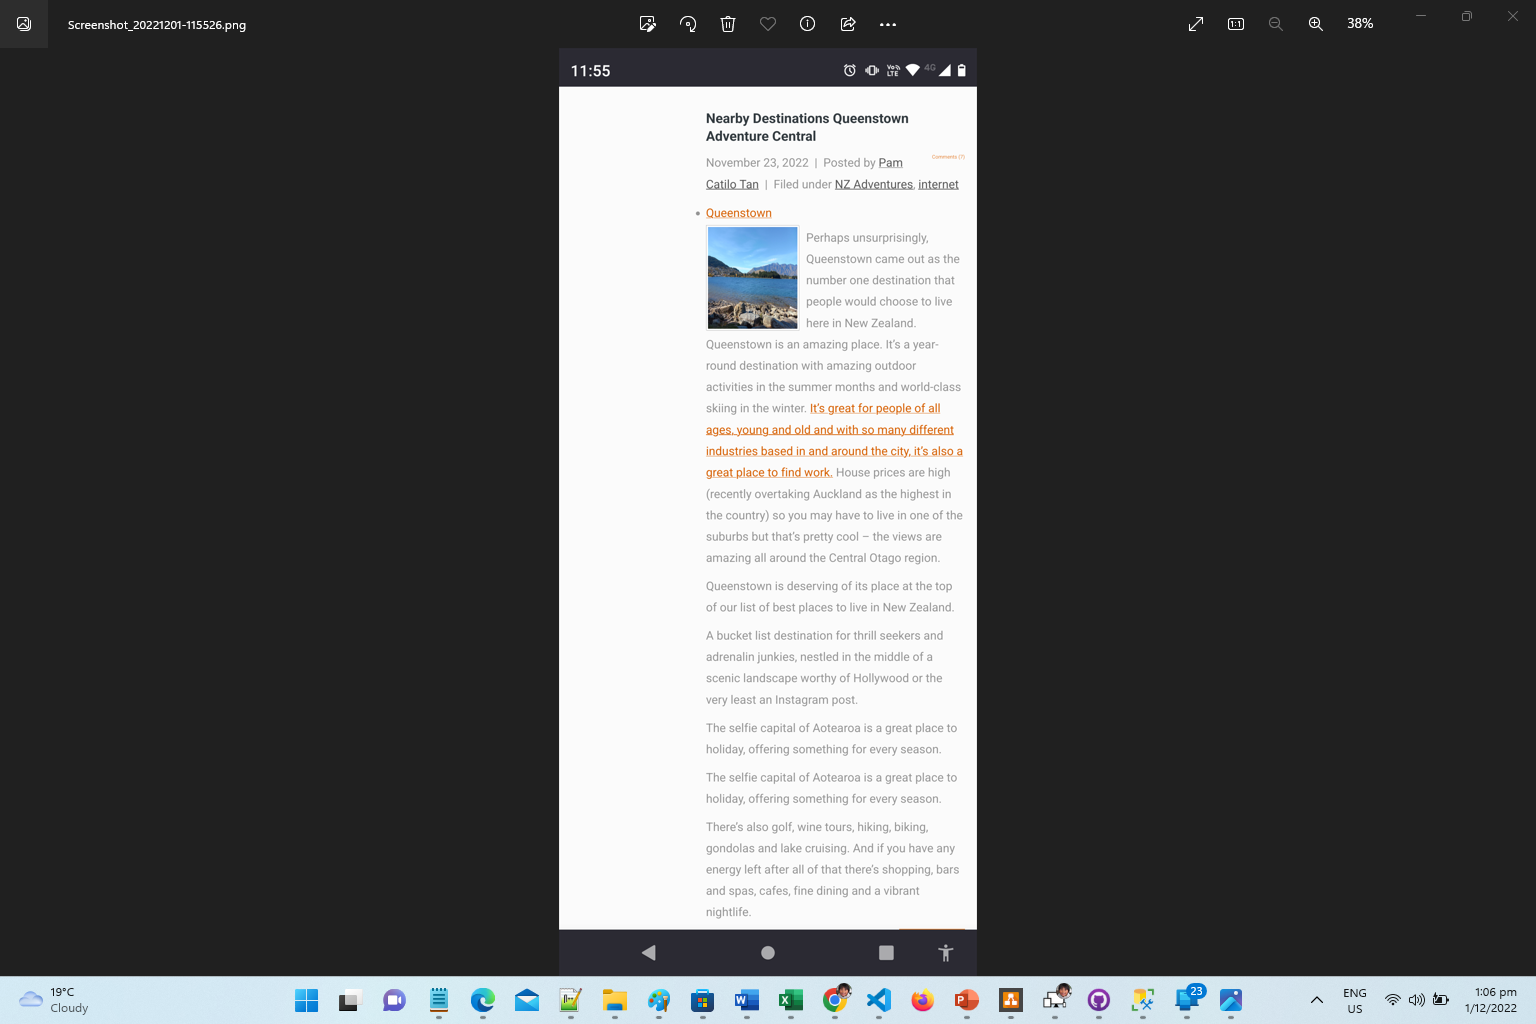 Screenshot_20221201-115526.png
1:1
38%
11:55
Vo
LTE
4G
Nearby Destinations Queenstown
Adventure Central
Comments (7)
November 23, 2022 | Posted by Pam
Catilo Tan | Filed under NZ Adventures, internet
• Queenstown
Perhaps unsurprisingly,
Queenstown came out as the
number one destination that
people would choose to live
here in New Zealand.
Queenstown is an amazing place. It's a year-
round destination with amazing outdoor
activities in the summer months and world-class
skiing in the winter. It's great for people of all
ages, young and old and with so many different
industries based in and around the city, it's also a
great place to find work. House prices are high
(recently overtaking Auckland as the highest in
the country) so you may have to live in one of the
suburbs but that's pretty cool – the views are
amazing all around the Central Otago region.
Queenstown is deserving of its place at the top
of our list of best places to live in New Zealand.
A bucket list destination for thrill seekers and
adrenalin junkies, nestled in the middle of a
scenic landscape worthy of Hollywood or the
very least an Instagram post.
The selfie capital of Aotearoa is a great place to
holiday, offering something for every season.
The selfie capital of Aotearoa is a great place to
holiday, offering something for every season.
There's also golf, wine tours, hiking, biking,
gondolas and lake cruising. And if you have any
energy left after all of that there's shopping, bars
and spas, cafes, fine dining and a vibrant
nightlife.
19°C
Cloudy
23
ENG
US
1:06 pm
1/12/2022